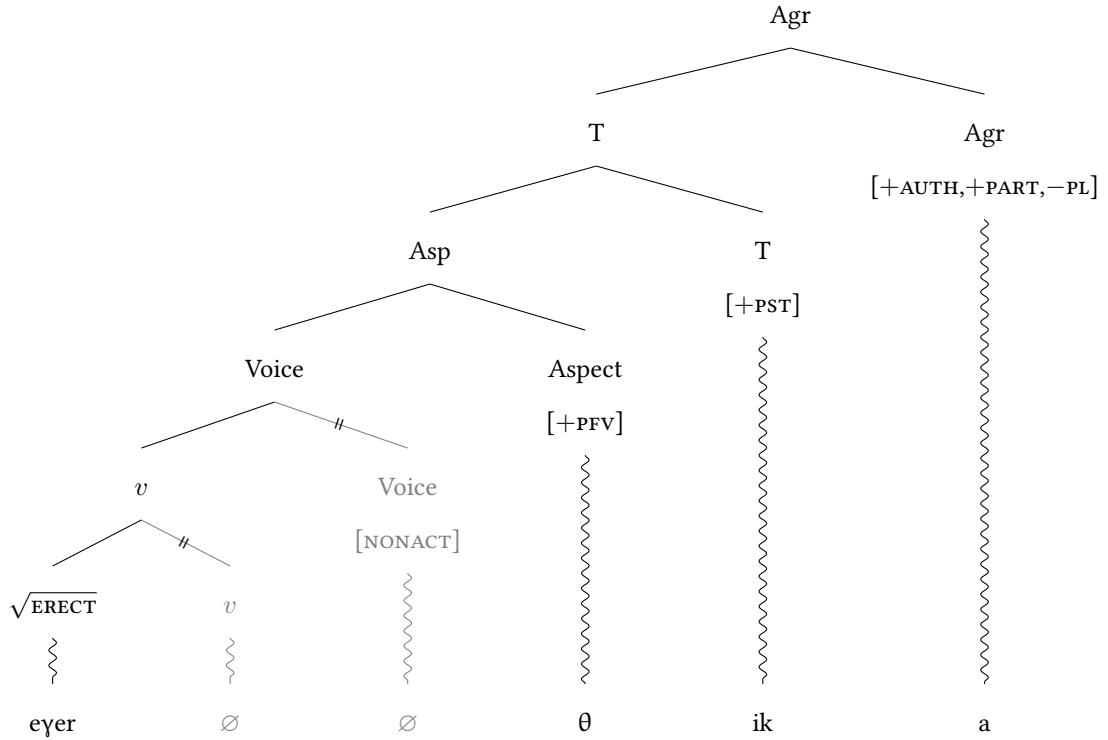 Agr
T Agr
[+AUTH,+PART,−PL]
Asp T
[+PST]
Voice Aspect
[+PFV]
v Voice
[NONACT]
√ERECT v
eɣer ∅ ∅ θ ik a